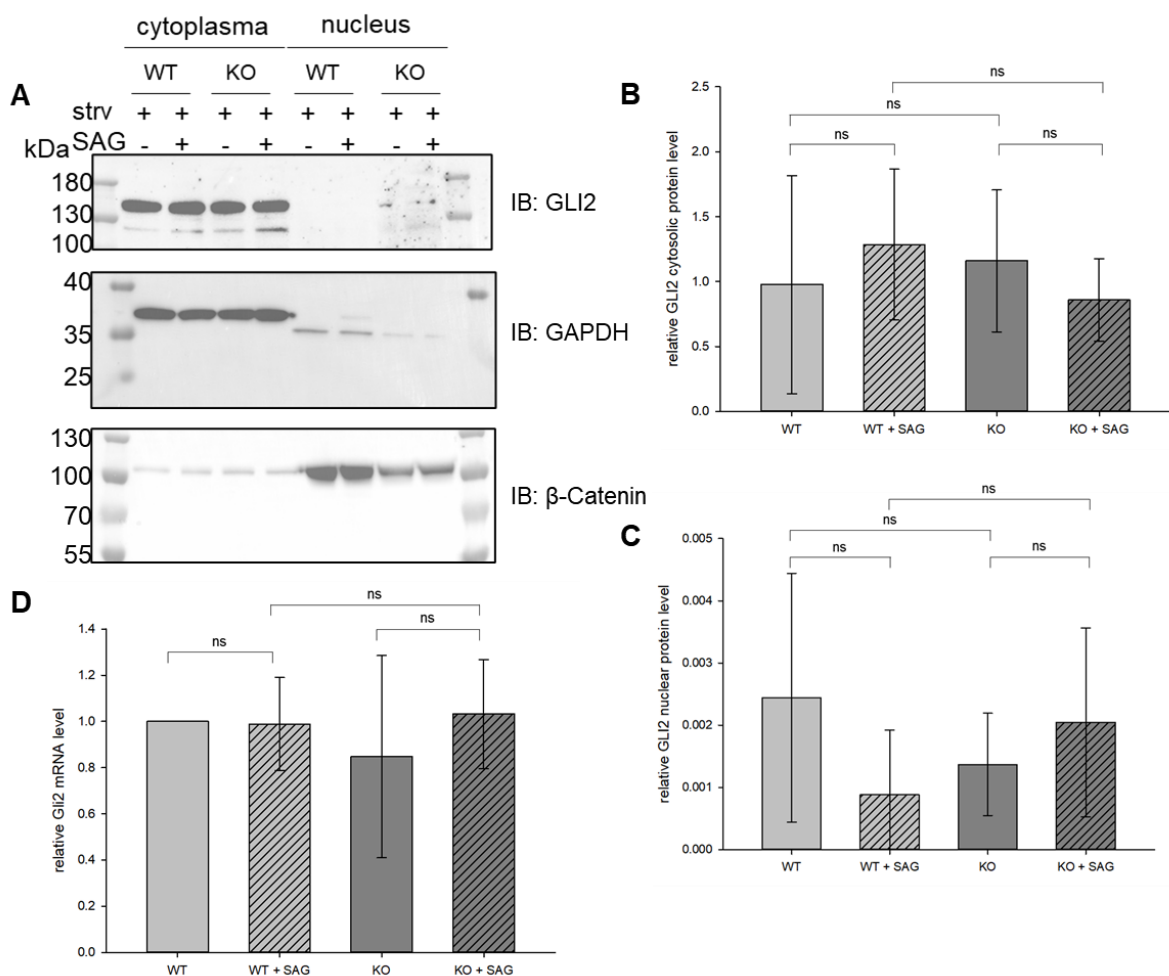 cytoplasma nucleus
WT KO WT KO
A
strv + + + + + + + +
kDa SAG - + - + - + - +
180
130
100
IB: GLI2
40
35
25
IB: GAPDH
130
100
70
55
IB: β-Catenin
B
ns
ns
ns
ns
2.5
2.0
1.5
1.0
0.5
0.0
relative GLI2 cytosolic protein level
WT WT + SAG KO KO + SAG
C
ns
ns
ns
ns
0.005
0.004
0.003
0.002
0.001
0.000
relative GLI2 nuclear protein level
WT WT + SAG KO KO + SAG
D
ns
ns
ns
1.4
1.2
1.0
0.8
0.6
0.4
0.2
0.0
relative Gli2 mRNA level
WT WT + SAG KO KO + SAG